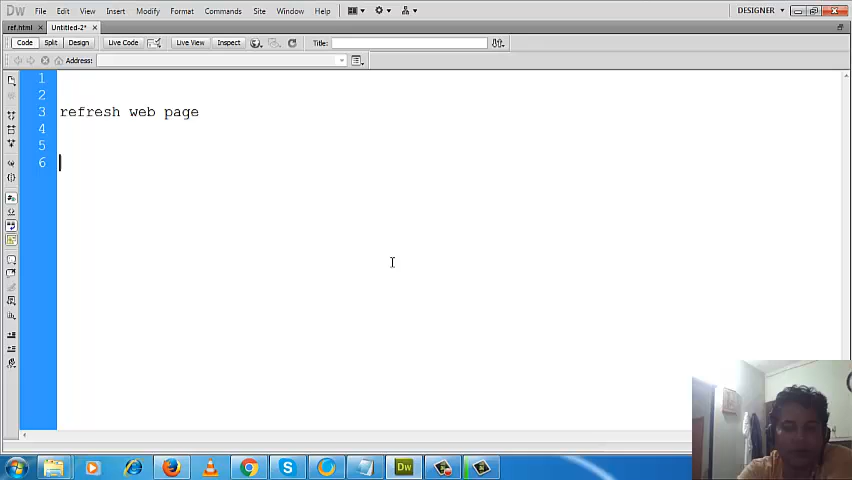 Dw File Edit View Insert Modify Format Commands Site Window Help DESIGNER
ref.html Untitled-2*
Code Split Design Live Code Live View Inspect Title:
Address:
1
2
3 refresh web page
4
5
6
Dw